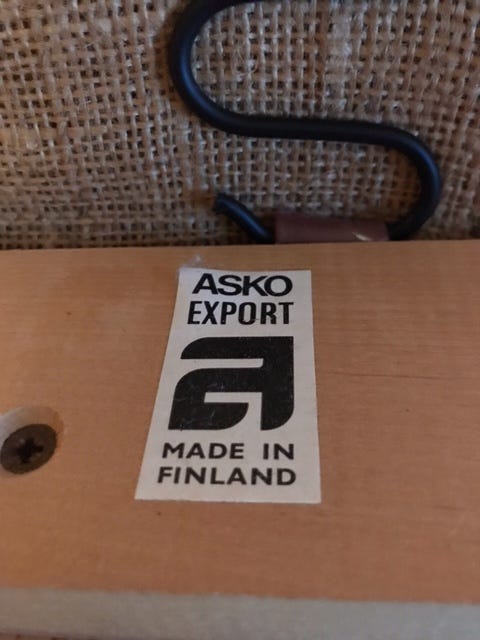 ASKO
EXPORT
a
MADE IN
FINLAND